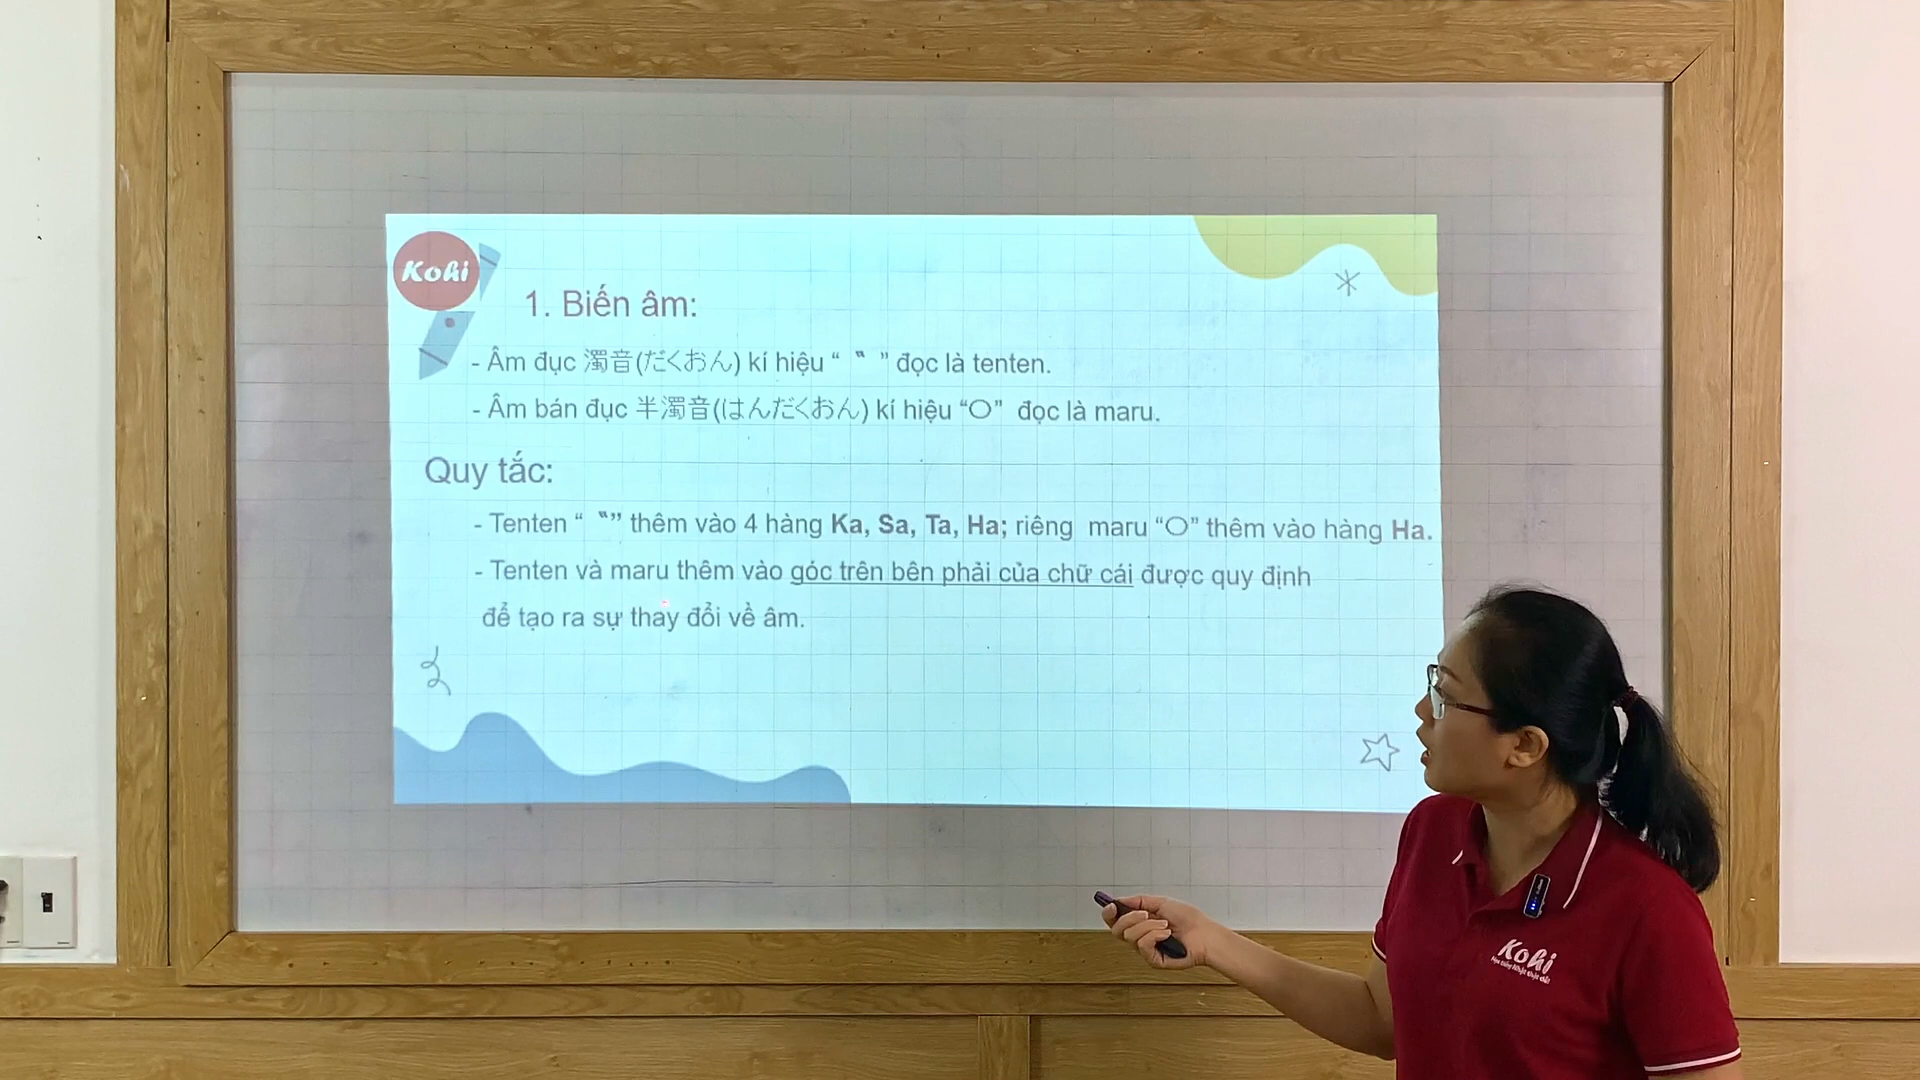 Kohi
1. Biến âm:
- Âm đục 濁音(だくおん) kí hiệu “ 〝 ” đọc là tenten.
- Âm bán đục 半濁音(はんだくおん) kí hiệu “〇” đọc là maru.
Quy tắc:
- Tenten “ 〝” thêm vào 4 hàng Ka, Sa, Ta, Ha; riêng maru “〇” thêm vào hàng Ha.
- Tenten và maru thêm vào góc trên bên phải của chữ cái được quy định
để tạo ra sự thay đổi về âm.
Kohi